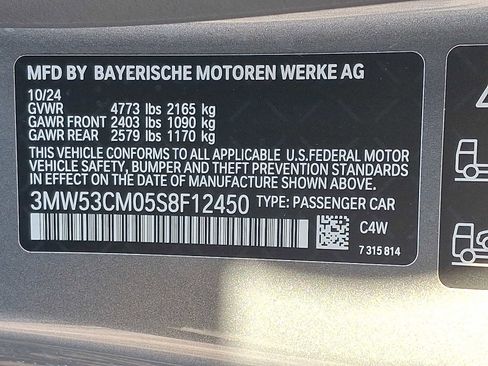 MFD BY BAYERISCHE MOTOREN WERKE AG
10/24
GVWR 4773 lbs 2165 kg
GAWR FRONT 2403 lbs 1090 kg
GAWR REAR 2579 lbs 1170 kg
THIS VEHICLE CONFORMS TO ALL APPLICABLE U.S.FEDERAL MOTOR
VEHICLE SAFETY, BUMPER AND THEFT PREVENTION STANDARDS
IN EFFECT ON THE DATE OF MANUFACTURE SHOWN ABOVE.
3MW53CM05S8F12450 TYPE: PASSENGER CAR
C4W
7 315 814